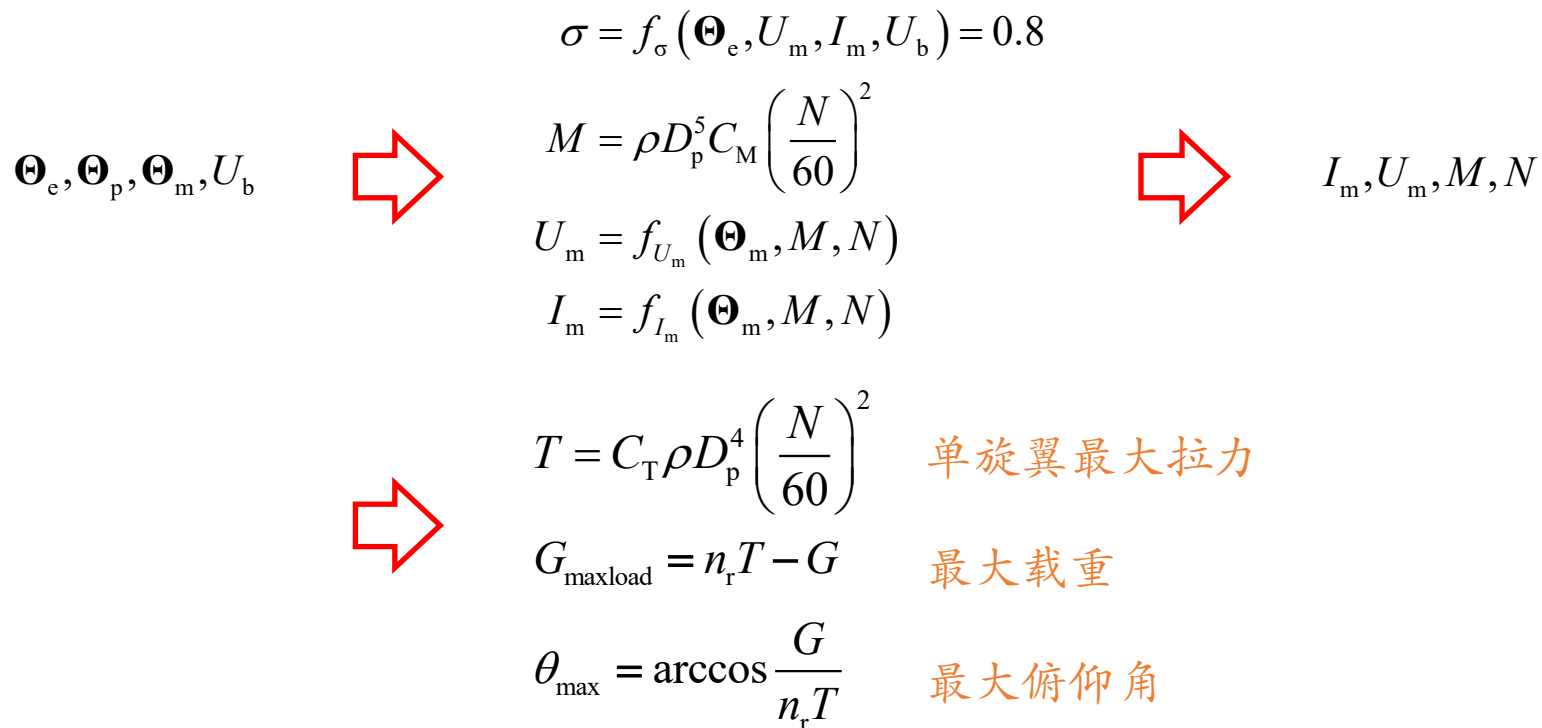 σ = f_σ(Θ_e, U_m, I_m, U_b) = 0.8
M = ρD_p^5 C_M (N/60)^2
Θ_e, Θ_p, Θ_m, U_b
I_m, U_m, M, N
U_m = f_{U_m}(Θ_m, M, N)
I_m = f_{I_m}(Θ_m, M, N)
T = C_T ρD_p^4 (N/60)^2 单旋翼最大拉力
G_maxload = n_r T − G 最大载重
θ_max = arccos G/(n_r T) 最大俯仰角